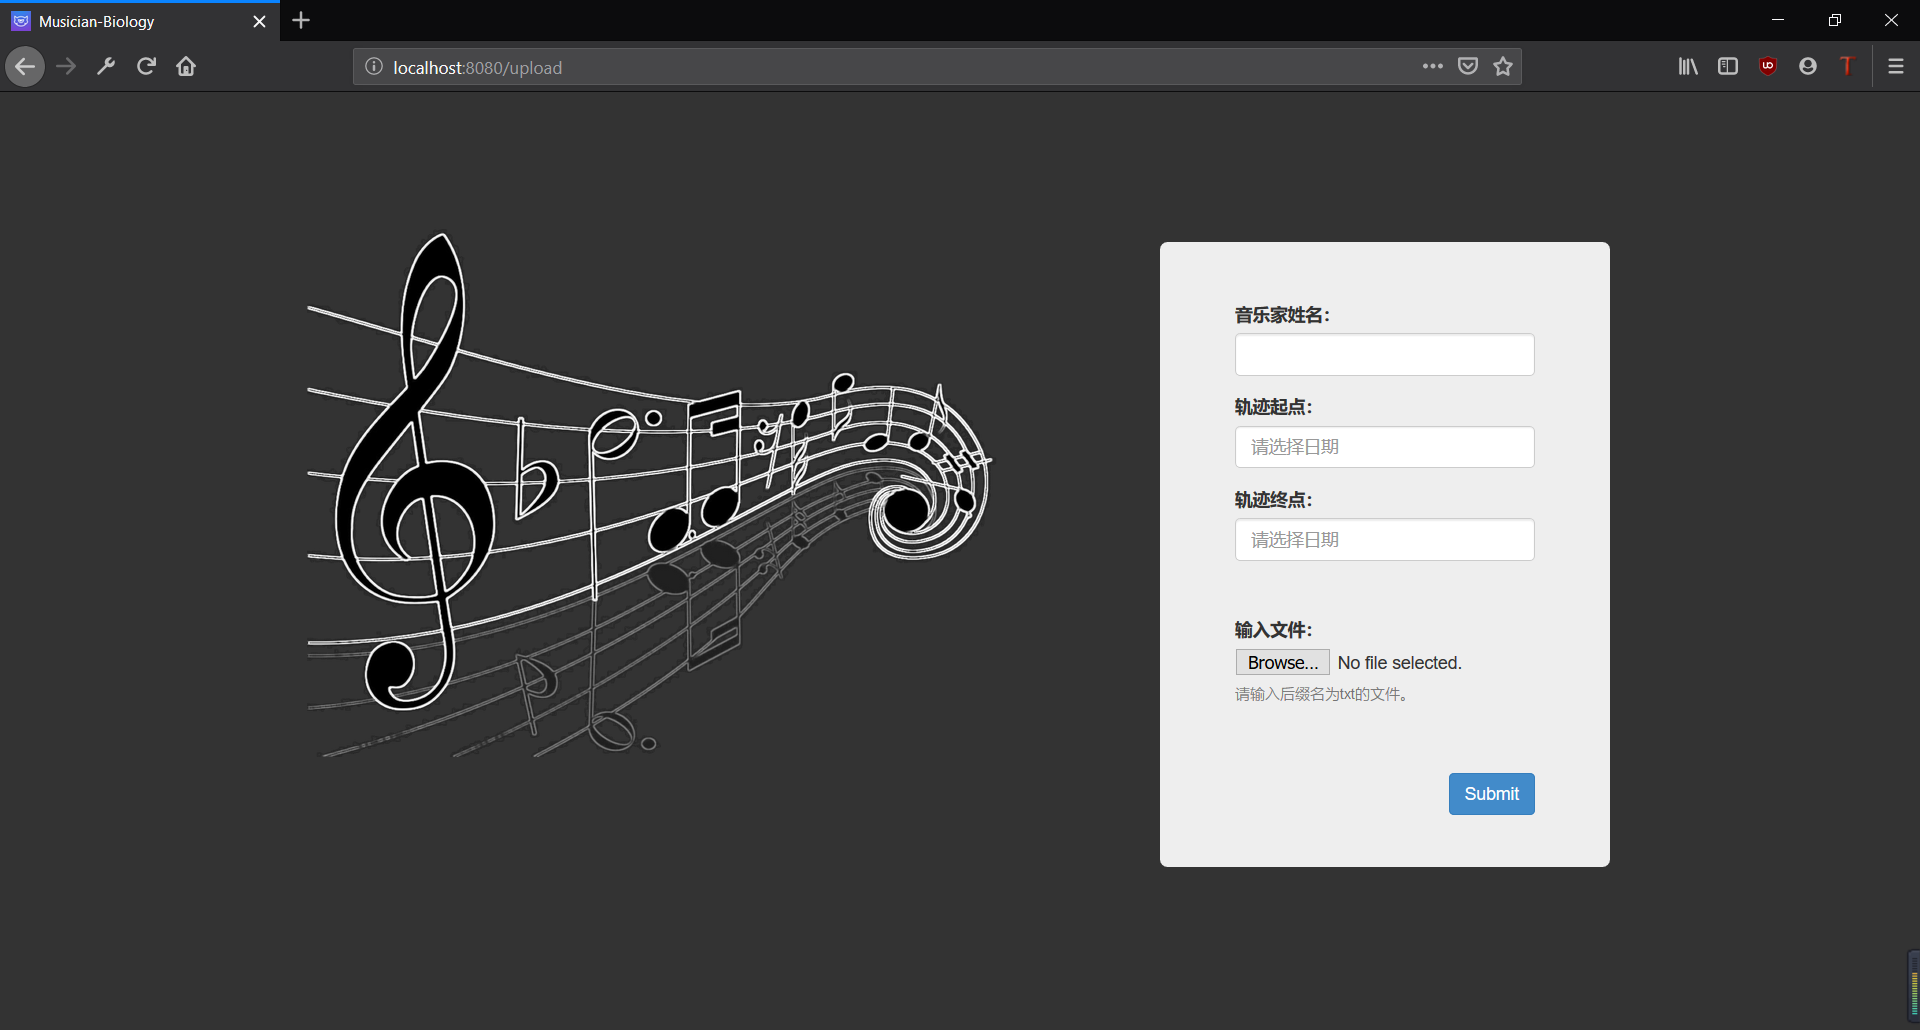 Musician-Biology
localhost:8080/upload
音乐家姓名：
轨迹起点：
请选择日期
轨迹终点：
请选择日期
输入文件：
Browse... No file selected.
请输入后缀名为txt的文件。
Submit